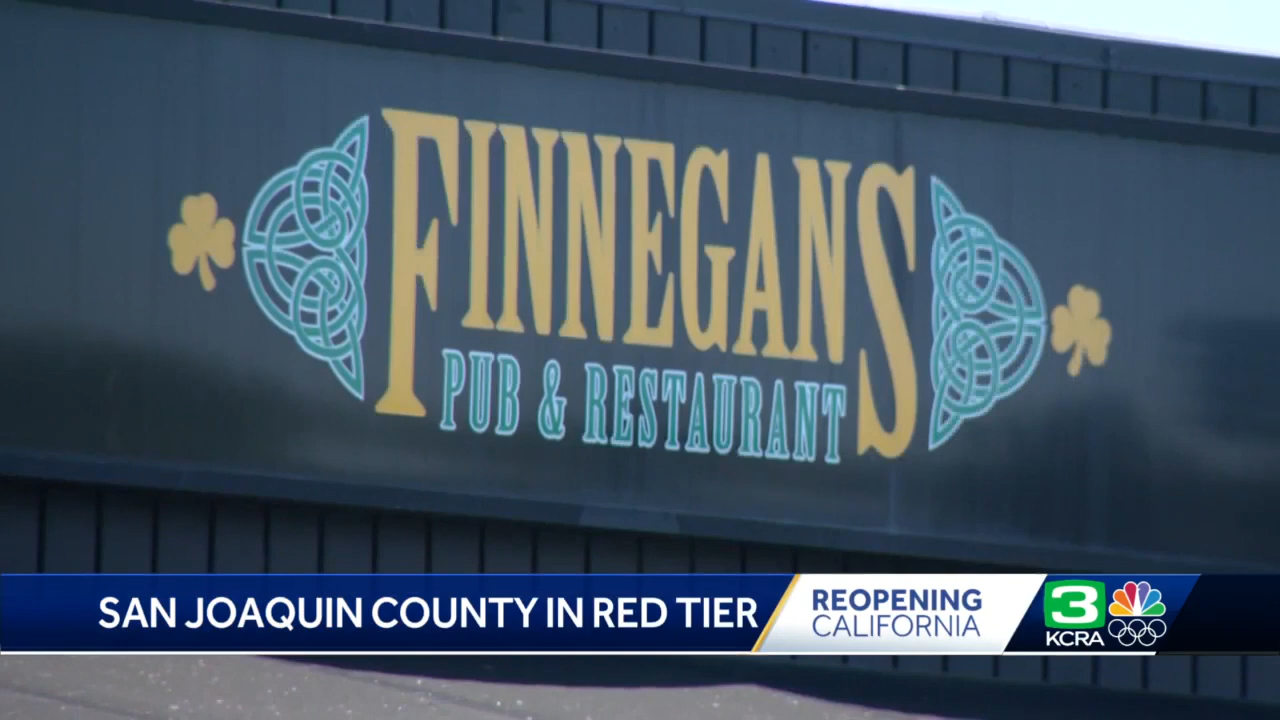 FINNEGANS
PUB & RESTAURANT
SAN JOAQUIN COUNTY IN RED TIER
REOPENING
CALIFORNIA
3
KCRA